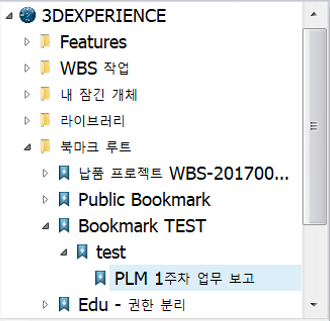 3DEXPERIENCE
Features
WBS 작업
내 잠긴 개체
라이브러리
북마크 루트
납품 프로젝트 WBS-201700...
Public Bookmark
Bookmark TEST
test
PLM 1주차 업무 보고
Edu - 권한 분리